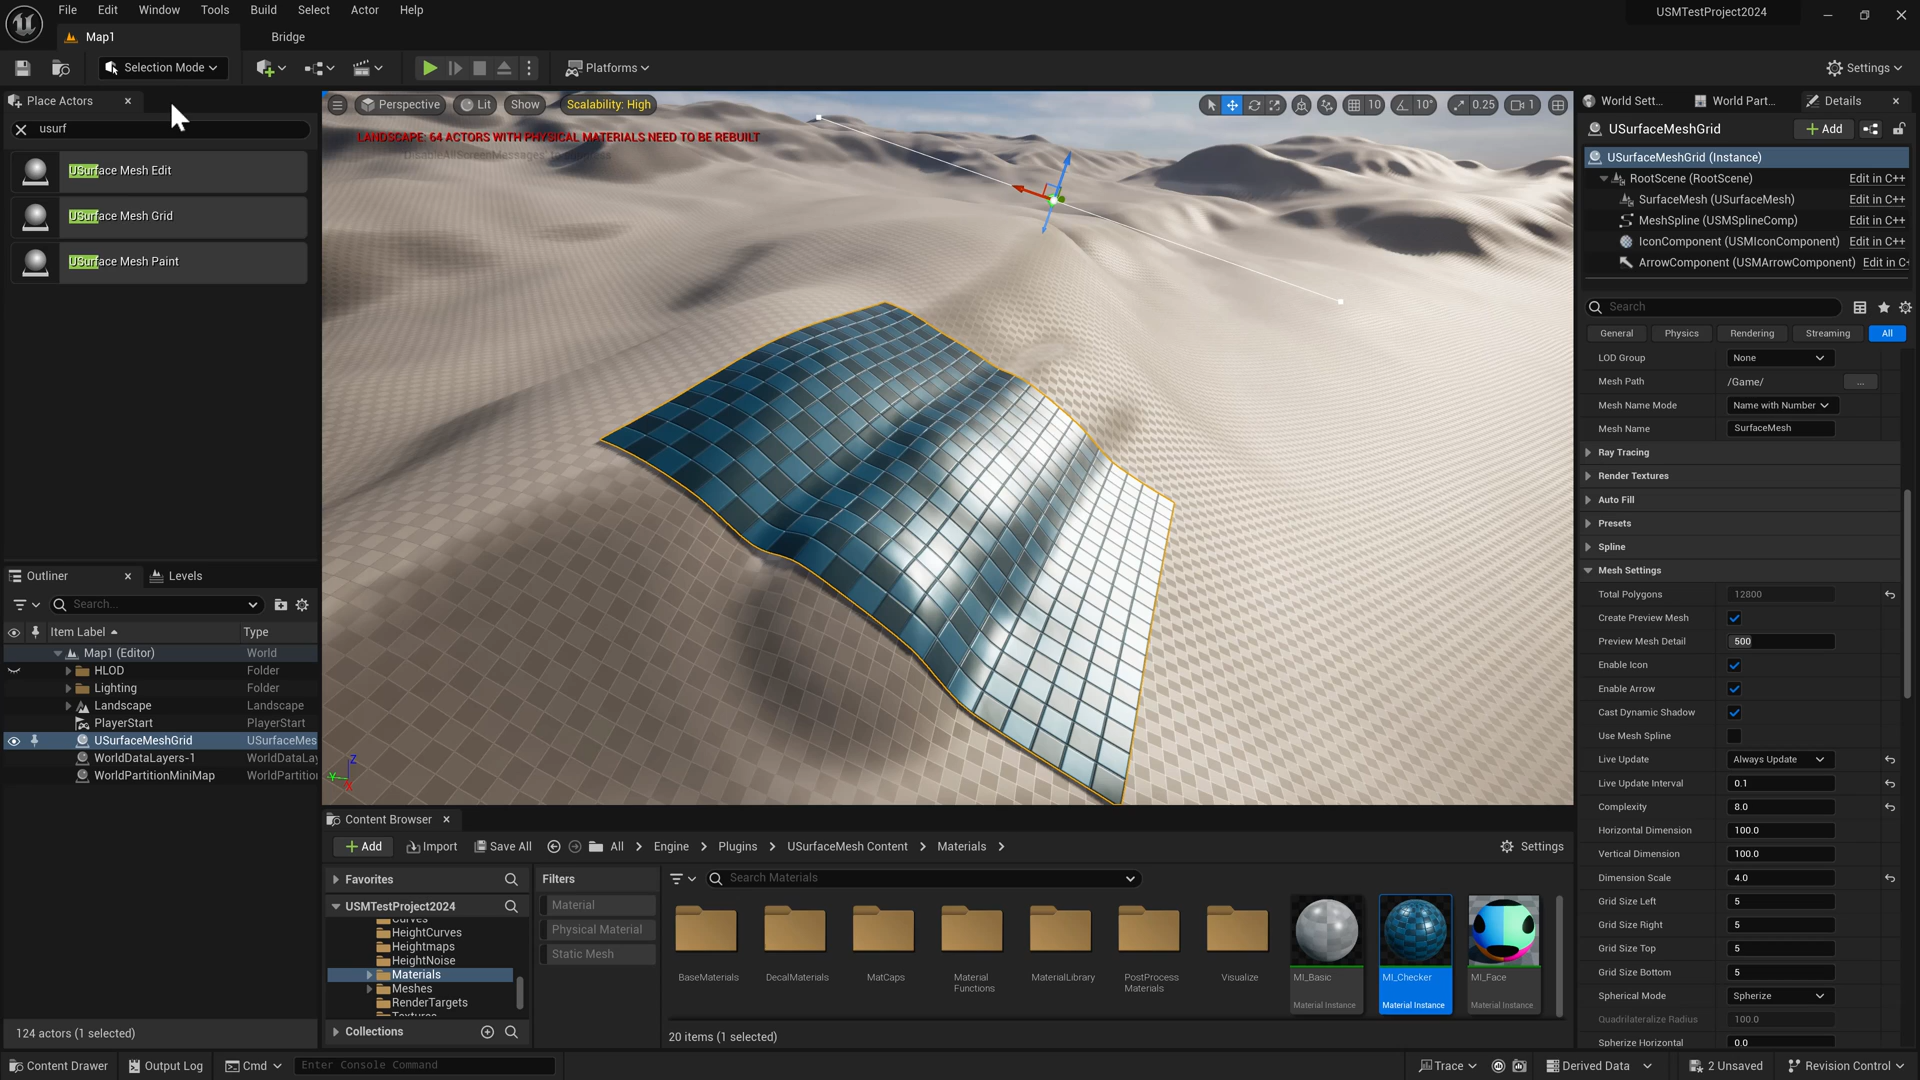 File Edit Window Tools Build Select Actor Help
USMTestProject2024
Map1
Bridge
Selection Mode
Platforms
Settings
Place Actors
usurf
USurface Mesh Edit
USurface Mesh Grid
USurface Mesh Paint
Perspective Lit Show Scalability: High
10 10° 0.25 1
LANDSCAPE: 64 ACTORS WITH PHYSICAL MATERIALS NEED TO BE REBUILT
Outliner Levels
Search...
Item Label Type
Map1 (Editor) World
HLOD Folder
Lighting Folder
Landscape Landscape
PlayerStart PlayerStart
USurfaceMeshGrid USurfaceMes
WorldDataLayers-1 WorldDataLay
WorldPartitionMiniMap WorldPartitior
124 actors (1 selected)
Content Browser
Add Import Save All All Engine Plugins USurfaceMesh Content Materials Settings
Favorites
USMTestProject2024
Curves
HeightCurves
Heightmaps
HeightNoise
Materials
Meshes
RenderTargets
Textures
Collections
Filters
Material
Physical Material
Static Mesh
Search Materials
BaseMaterials
DecalMaterials
MatCaps
Material Functions
MaterialLibrary
PostProcess Materials
Visualize
MI_Basic
Material Instance
MI_Checker
Material Instance
MI_Face
Material Instance
20 items (1 selected)
World Sett... World Part... Details
USurfaceMeshGrid Add
USurfaceMeshGrid (Instance)
RootScene (RootScene) Edit in C++
SurfaceMesh (USurfaceMesh) Edit in C++
MeshSpline (USMSplineComp) Edit in C++
IconComponent (USMIconComponent) Edit in C++
ArrowComponent (USMArrowComponent) Edit in C+
Search
General Physics Rendering Streaming All
LOD Group None
Mesh Path /Game/ ...
Mesh Name Mode Name with Number
Mesh Name SurfaceMesh
Ray Tracing
Render Textures
Auto Fill
Presets
Spline
Mesh Settings
Total Polygons 12800
Create Preview Mesh
Preview Mesh Detail 500
Enable Icon
Enable Arrow
Cast Dynamic Shadow
Use Mesh Spline
Live Update Always Update
Live Update Interval 0.1
Complexity 8.0
Horizontal Dimension 100.0
Vertical Dimension 100.0
Dimension Scale 4.0
Grid Size Left 5
Grid Size Right 5
Grid Size Top 5
Grid Size Bottom 5
Spherical Mode Spherize
Quadrilateralize Radius 100.0
Spherize Horizontal 0.0
Content Drawer Output Log Cmd Enter Console Command
Trace Derived Data 2 Unsaved Revision Control